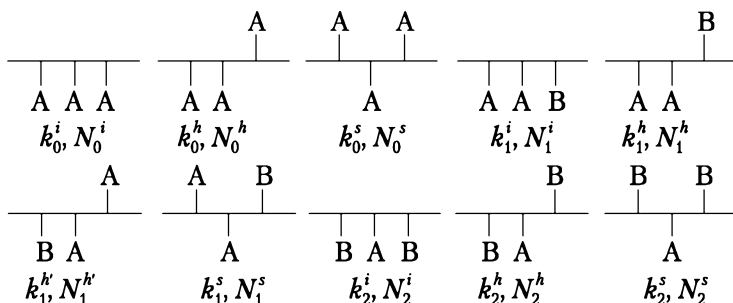 A A A A
B
A A A A A A A A B A A
k_0^i, N_0^i k_0^h, N_0^h k_0^s, N_0^s k_1^i, N_1^i k_1^h, N_1^h
A A B B B B
B A A B A B B A A
k_1^{h'}, N_1^{h'} k_1^s, N_1^s k_2^i, N_2^i k_2^h, N_2^h k_2^s, N_2^s